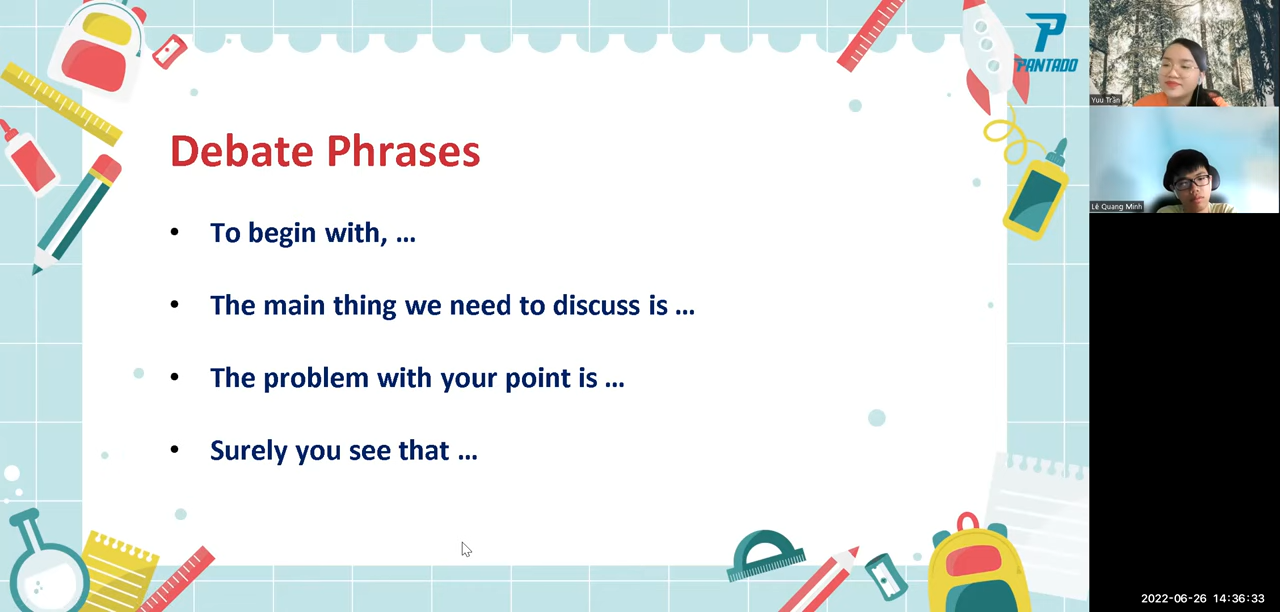 PANTADO
Yuu Trần
Debate Phrases
Lê Quang Minh
• To begin with, ...
• The main thing we need to discuss is ...
• The problem with your point is ...
• Surely you see that ...
2022-06-26 14:36:33